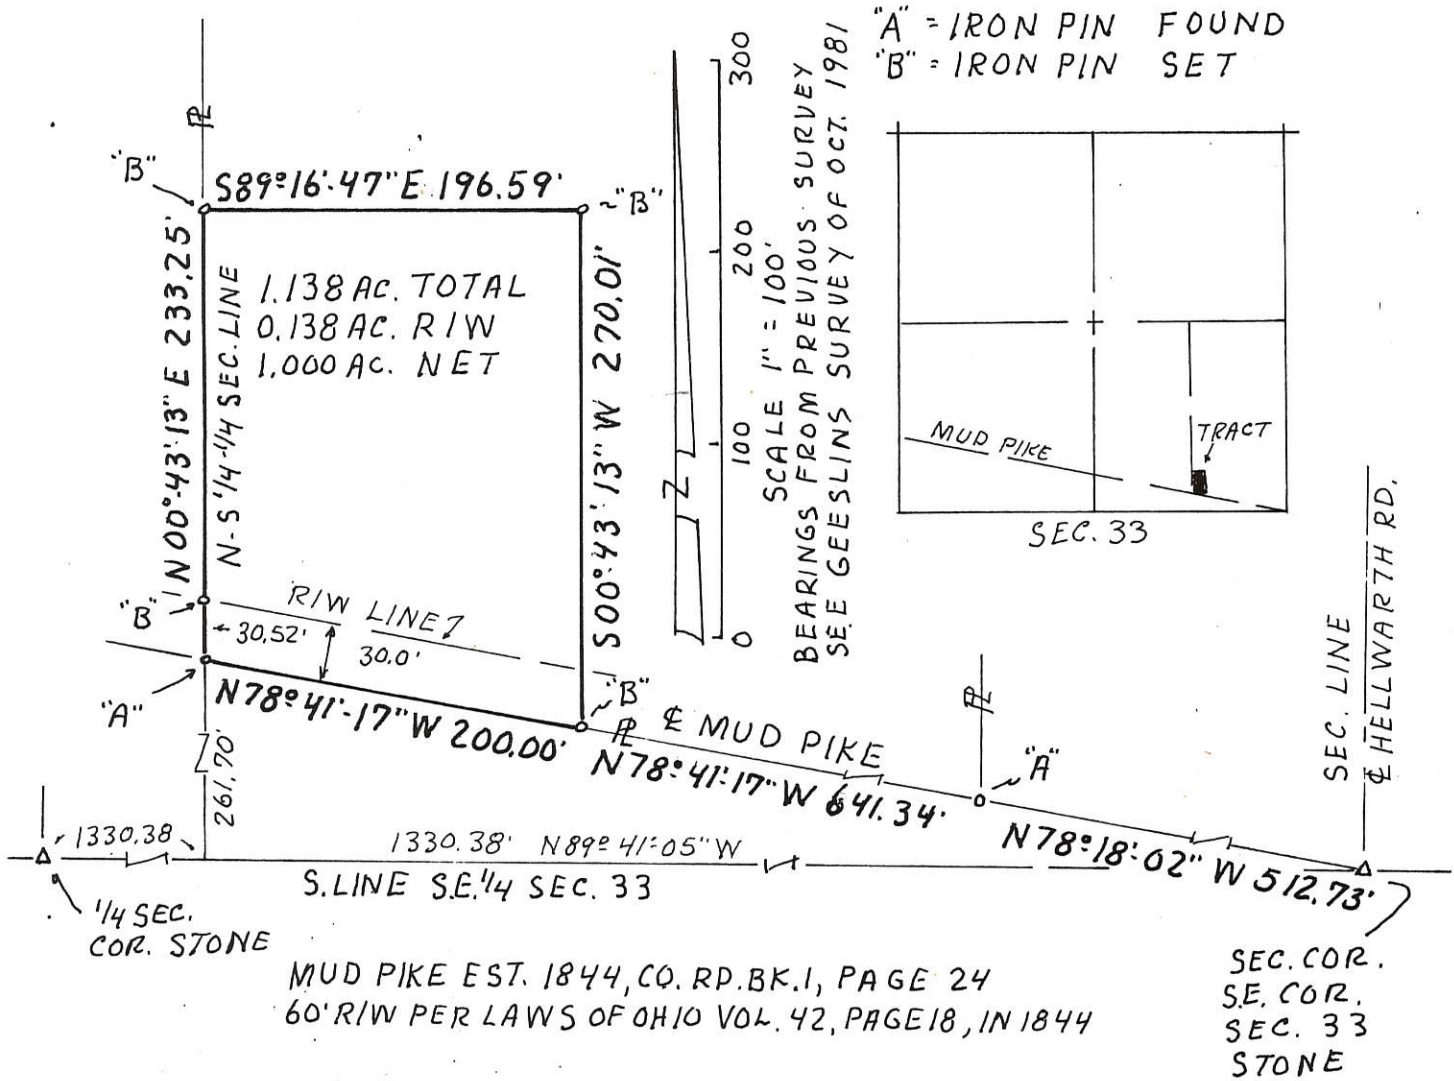 "A" = IRON PIN FOUND
"B" = IRON PIN SET
PL
"B"
S89°16'-47"E 196.59'
"B"
N00°-43'13"E 233.25'
N-S ¼-¼ SEC. LINE
1.138 AC. TOTAL
0.138 AC. R/W
1.000 AC. NET
S00°-43'13"W 270.01'
300
200
100
0
N
SCALE 1" = 100'
BEARINGS FROM PREVIOUS SURVEY
SEE GEESLINS SURVEY OF OCT. 1981
MUD PIKE
TRACT
SEC. 33
"B"
R/W LINE
30.52'
30.0'
"A"
N78°41'-17"W 200.00'
"B"
PL
℄ MUD PIKE
N78°-41'-17"W 641.34'
PL
"A"
N78°18'-02"W 512.73'
SEC. LINE
℄ HELLWARTH RD.
261.70'
1330.38
1330.38' N89°41'-05"W
S. LINE S.E.¼ SEC. 33
¼ SEC.
COR. STONE
SEC. COR.
S.E. COR.
SEC. 33
STONE
MUD PIKE EST. 1844, CO. RD. BK. 1, PAGE 24
60' R/W PER LAWS OF OHIO VOL. 42, PAGE 18, IN 1844